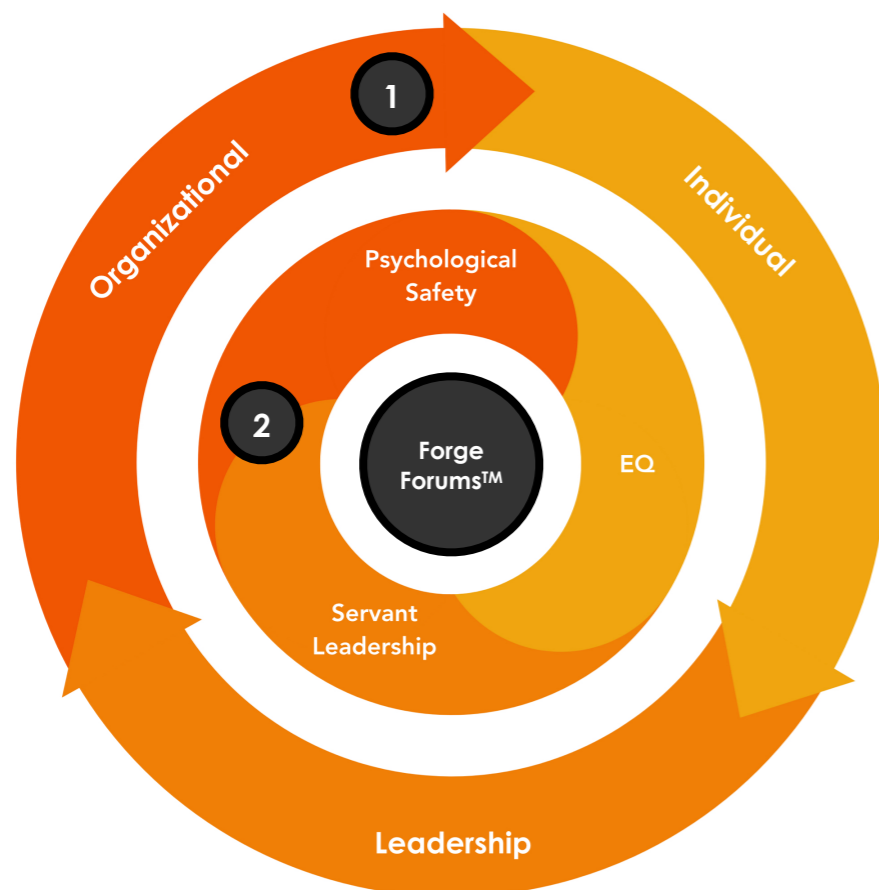 1
Organizational
Individual
Psychological
Safety
2
Forge
Forums™
EQ
Servant
Leadership
Leadership